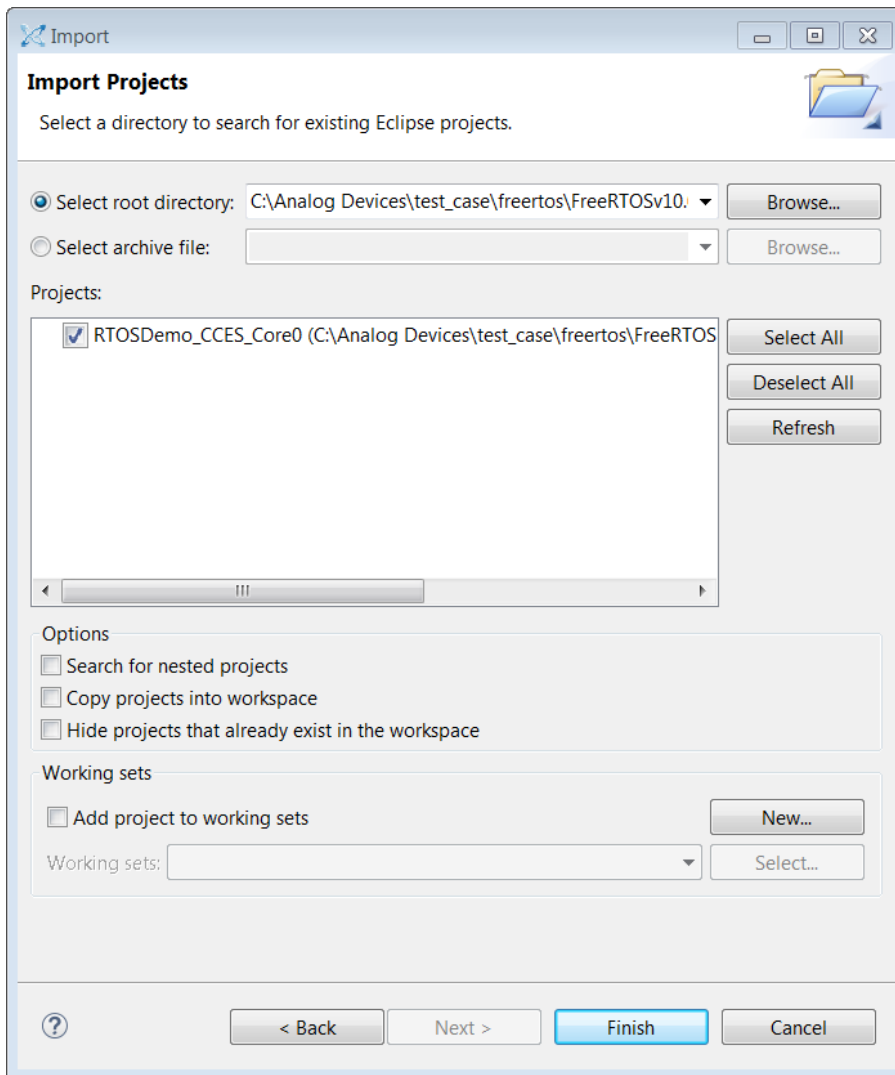 Import
Import Projects
Select a directory to search for existing Eclipse projects.
Select root directory: C:\Analog Devices\test_case\freertos\FreeRTOSv10. Browse...
Select archive file: Browse...
Projects:
RTOSDemo_CCES_Core0 (C:\Analog Devices\test_case\freertos\FreeRTOS
Select All
Deselect All
Refresh
Options
Search for nested projects
Copy projects into workspace
Hide projects that already exist in the workspace
Working sets
Add project to working sets New...
Working sets: Select...
< Back Next > Finish Cancel